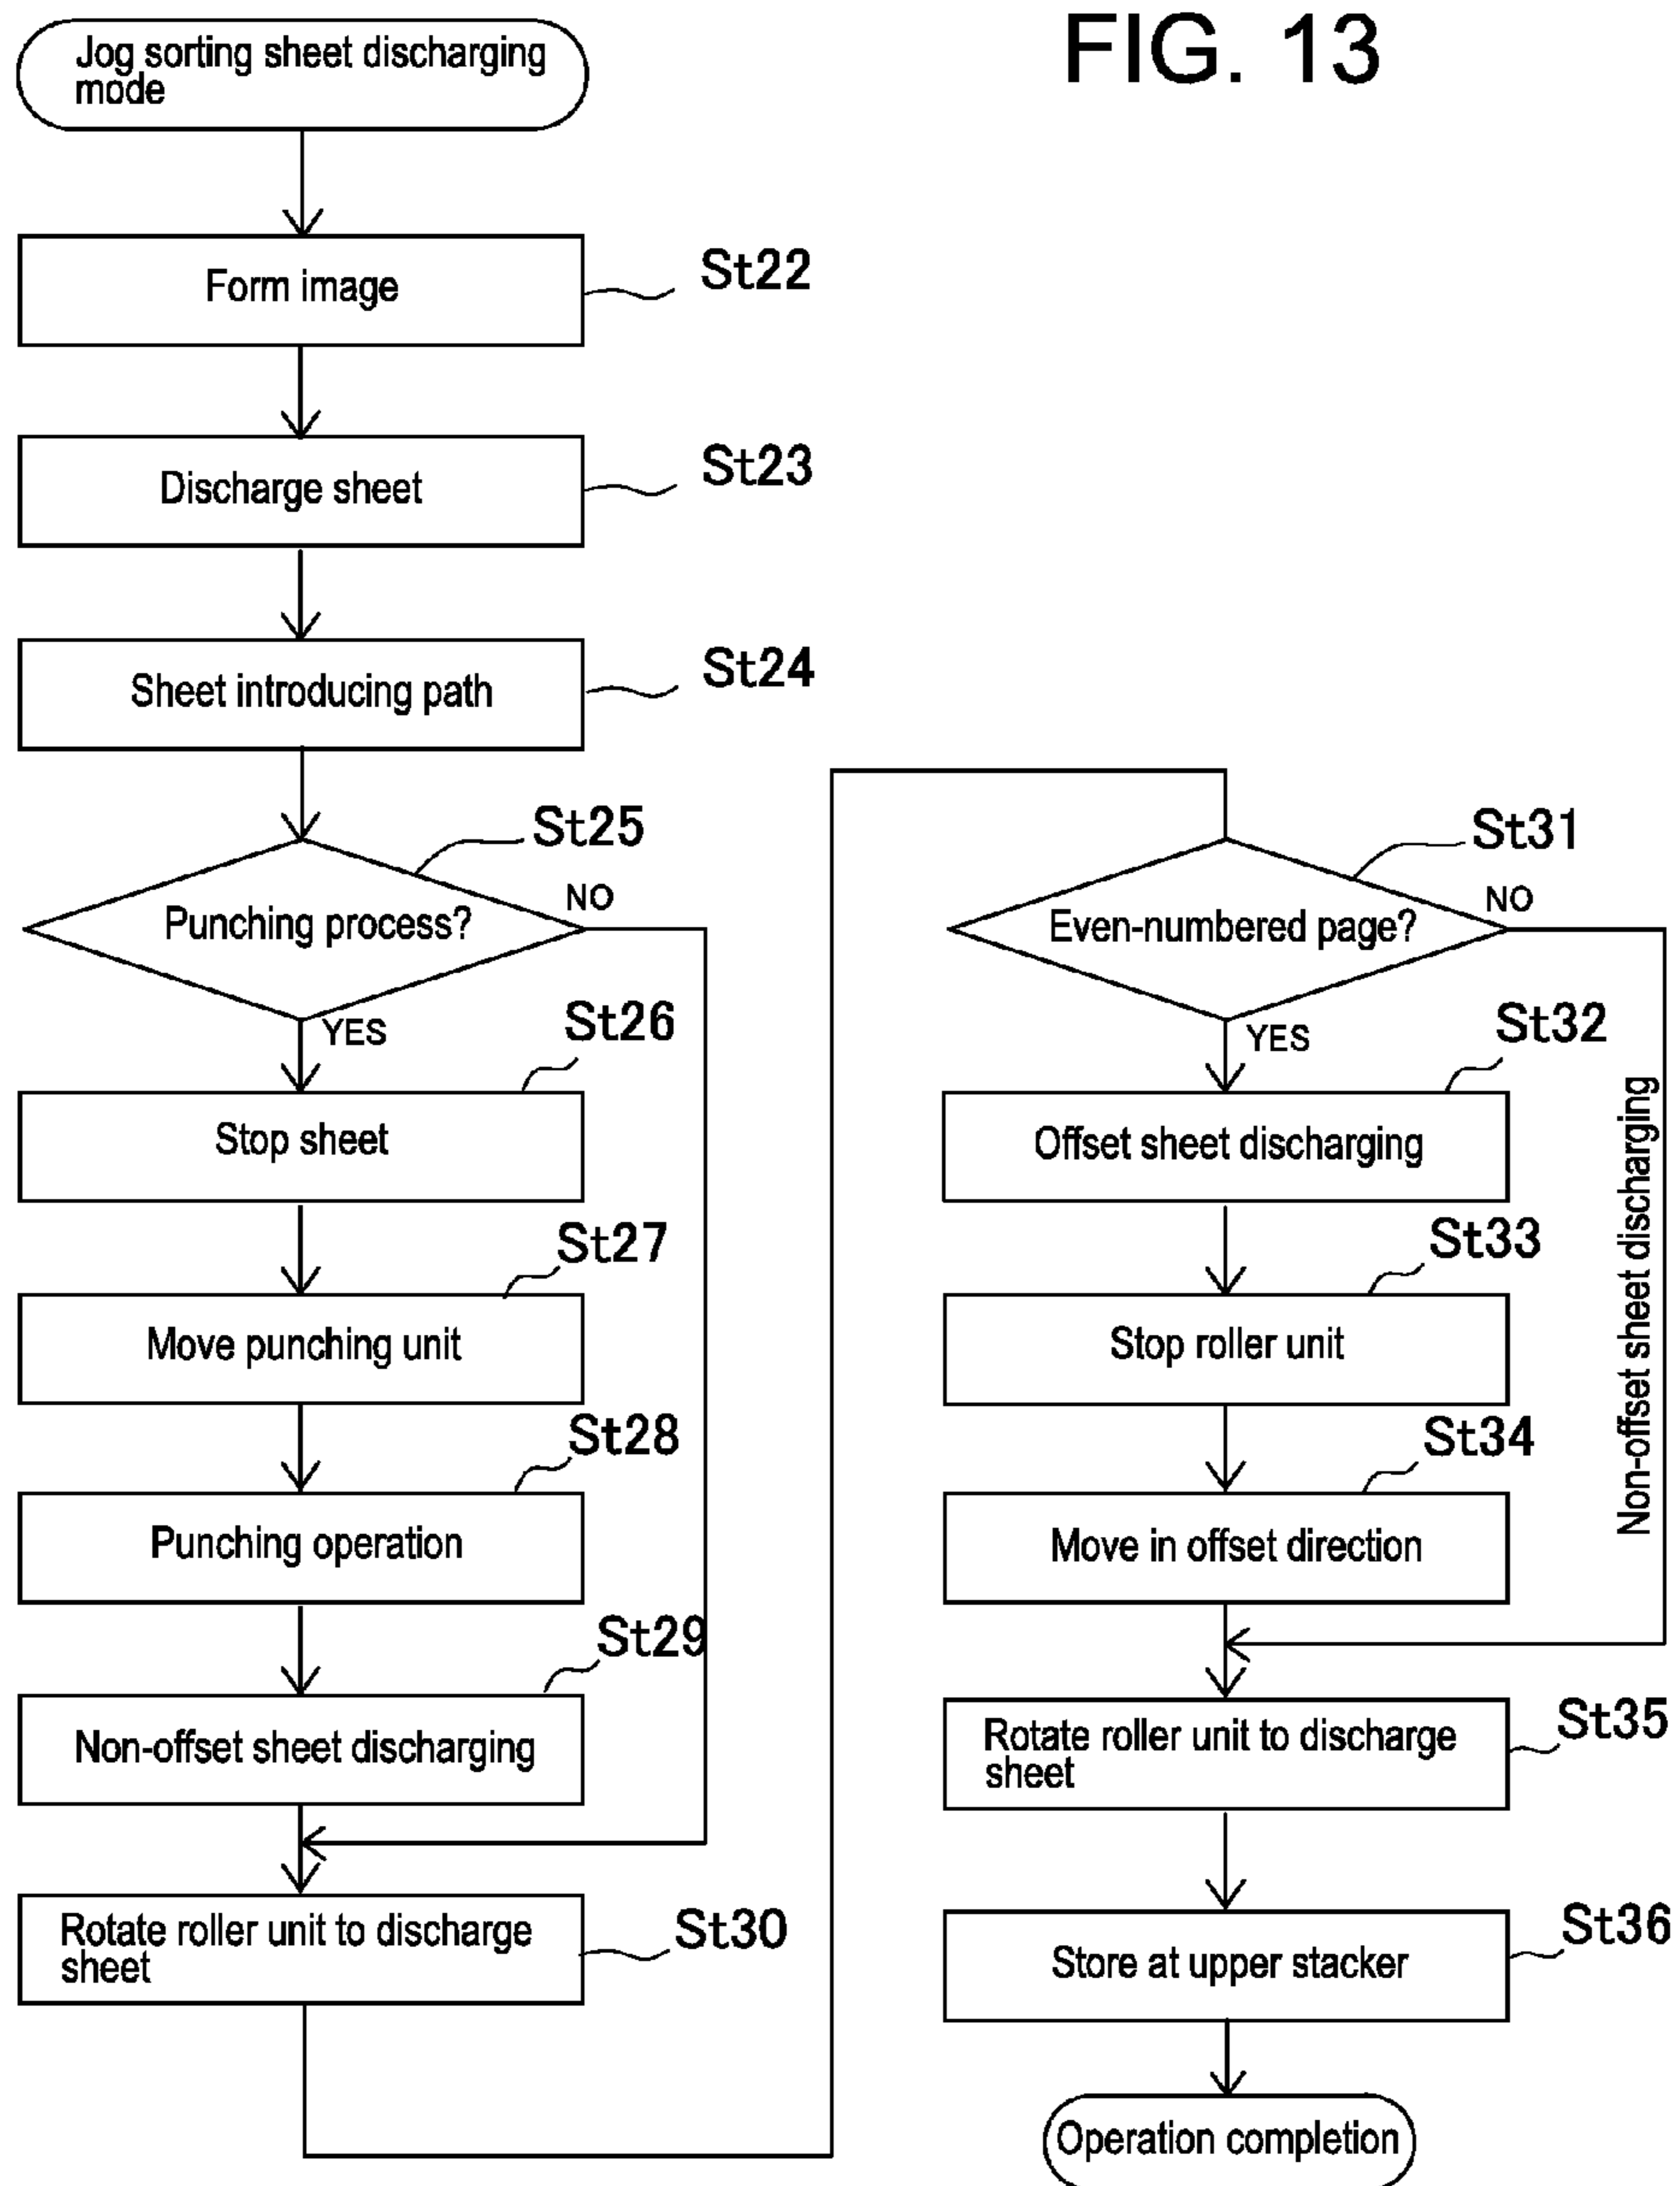 FIG. 13
Jog sorting sheet discharging
mode
Form image
St22
Discharge sheet
St23
Sheet introducing path
St24
Punching process?
St25
NO
YES
St26
Stop sheet
St27
Move punching unit
St28
Punching operation
St29
Non-offset sheet discharging
Rotate roller unit to discharge
sheet
St30
St31
Even-numbered page?
NO
YES
St32
Offset sheet discharging
Non-offset sheet discharging
St33
Stop roller unit
St34
Move in offset direction
Rotate roller unit to discharge
sheet
St35
Store at upper stacker
St36
Operation completion